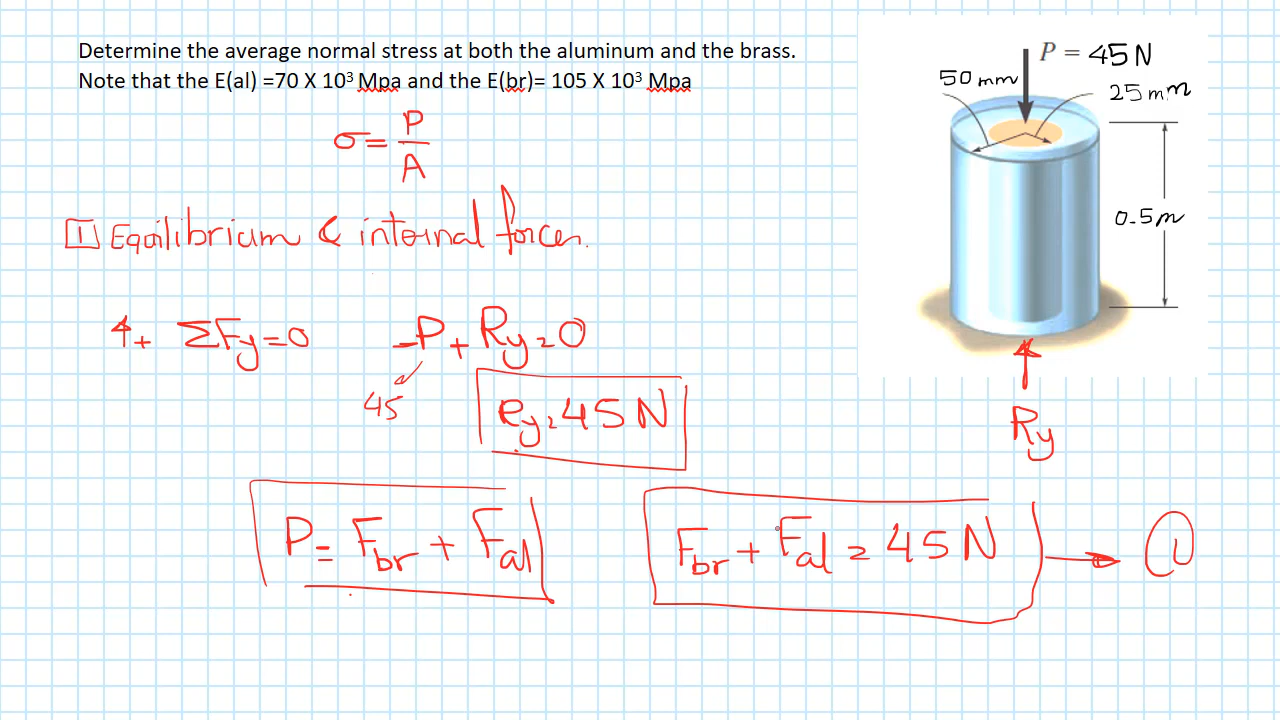 Determine the average normal stress at both the aluminum and the brass.
Note that the E(al) =70 X 10³ Mpa and the E(br)= 105 X 10³ Mpa
P = 45 N
50 mm
25 mm
σ = P/A
0.5 m
1 Equilibrium & internal forces.
↑+ ΣFy = 0
-P + Ry = 0
45
Ry = 45 N
Ry
P = Fbr + Fal
Fbr + Fal = 45 N → 1